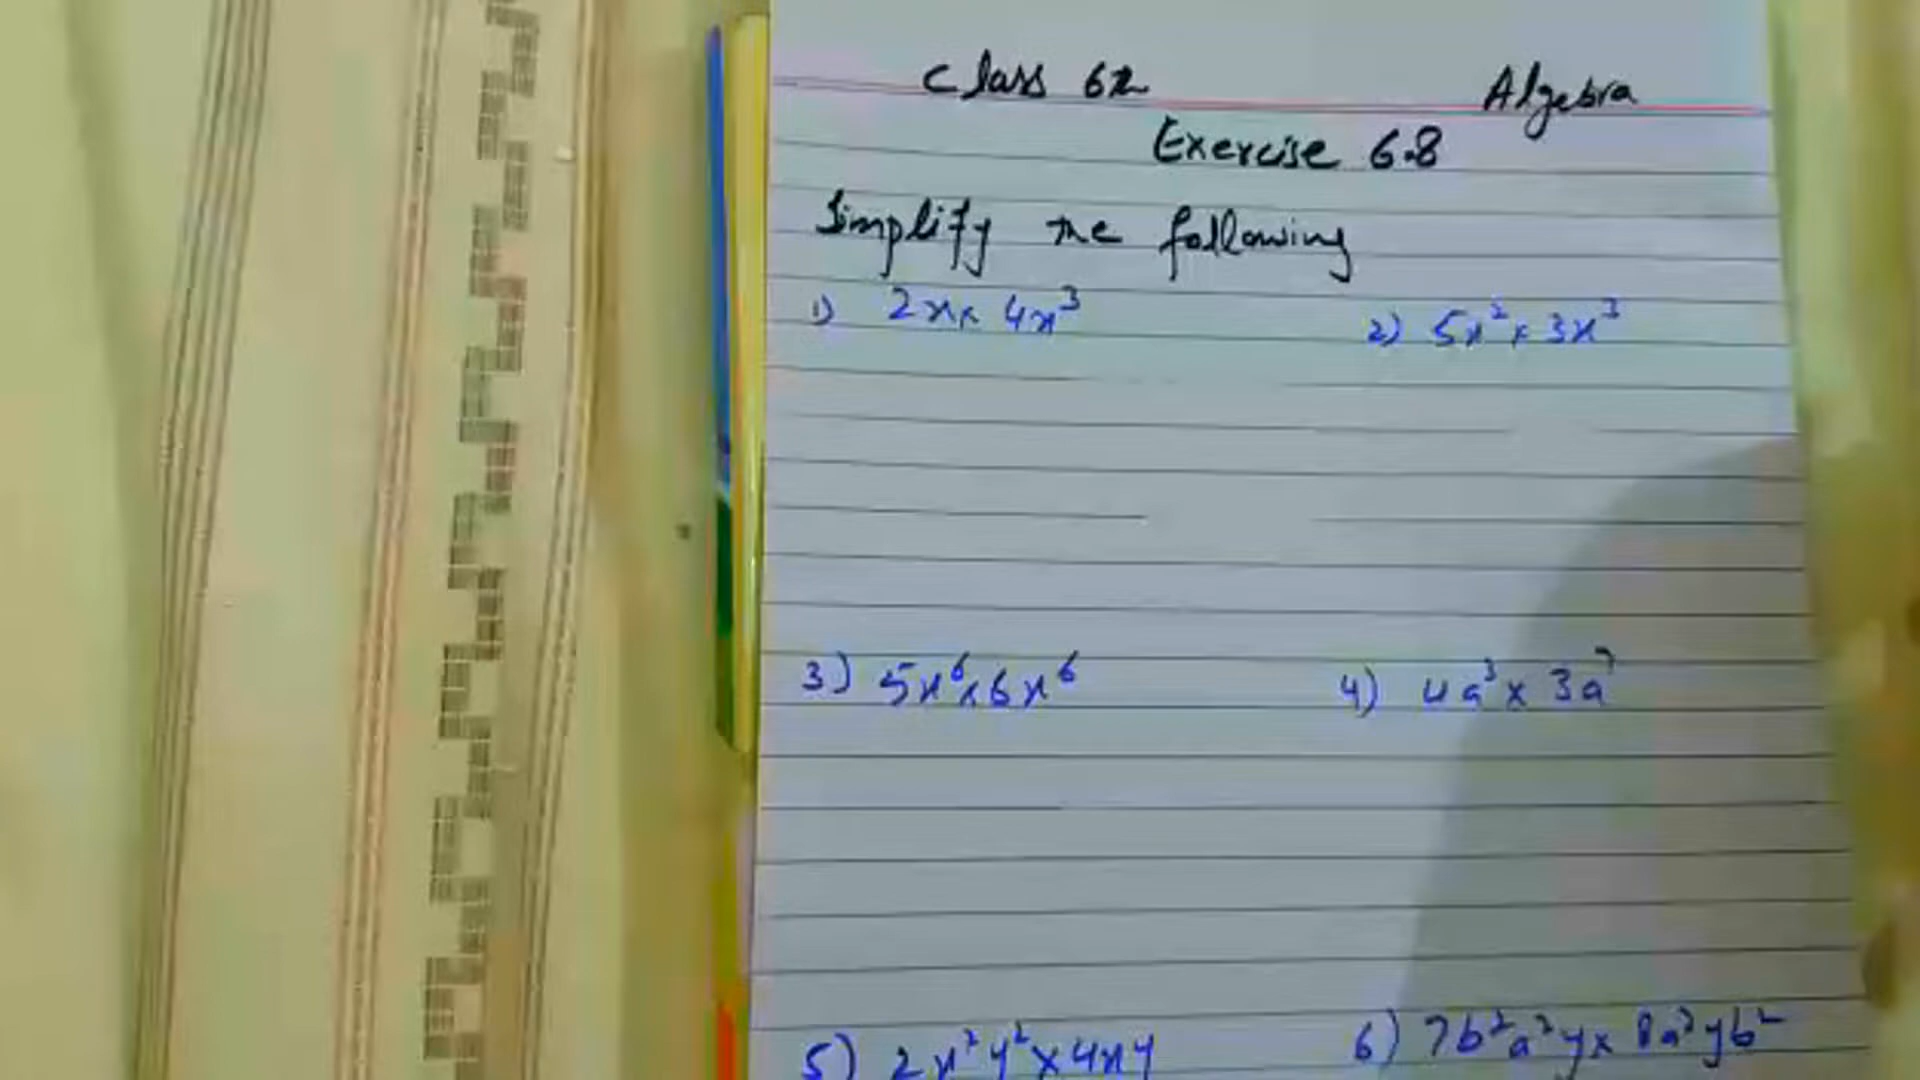 Class 6th Algebra
Exercise 6.8
Simplify the following
1) 2x × 4x³ 2) 5x² × 3x³
3) 5x⁶ × 6x⁶ 4) 4a³ × 3a⁷
5) 2x²y² × 4xy 6) 7b²a²y × 8a²yb²